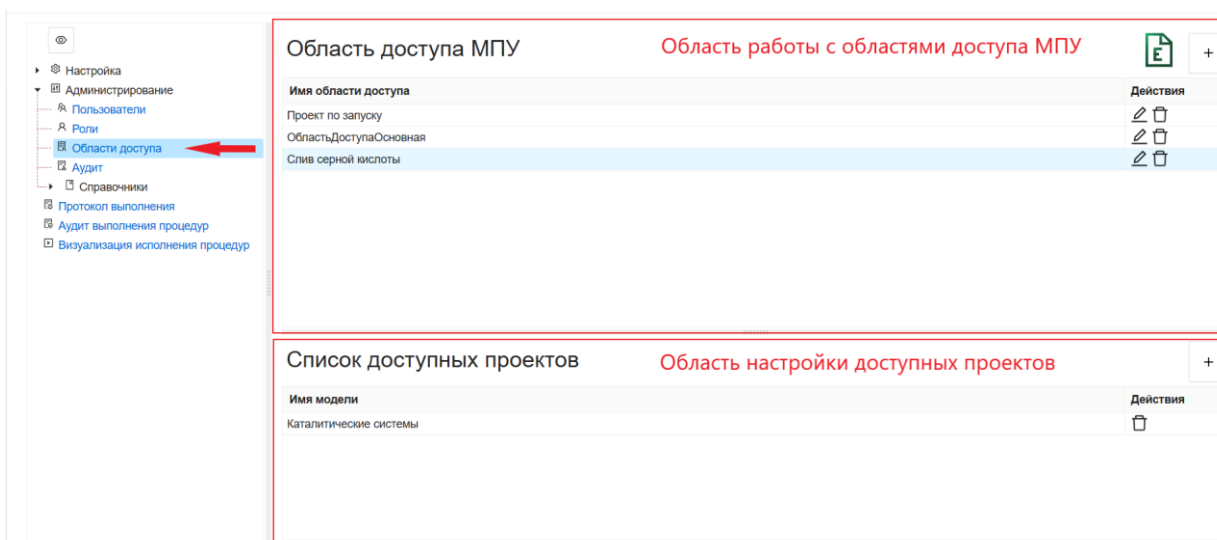 Настройка
Администрирование
Пользователи
Роли
Области доступа
Аудит
Справочники
Протокол выполнения
Аудит выполнения процедур
Визуализация исполнения процедур
Область доступа МПУ
Область работы с областями доступа МПУ
E
+
Имя области доступа Действия
Проект по запуску
ОбластьДоступаОсновная
Слив серной кислоты
Список доступных проектов
Область настройки доступных проектов
+
Имя модели Действия
Каталитические системы